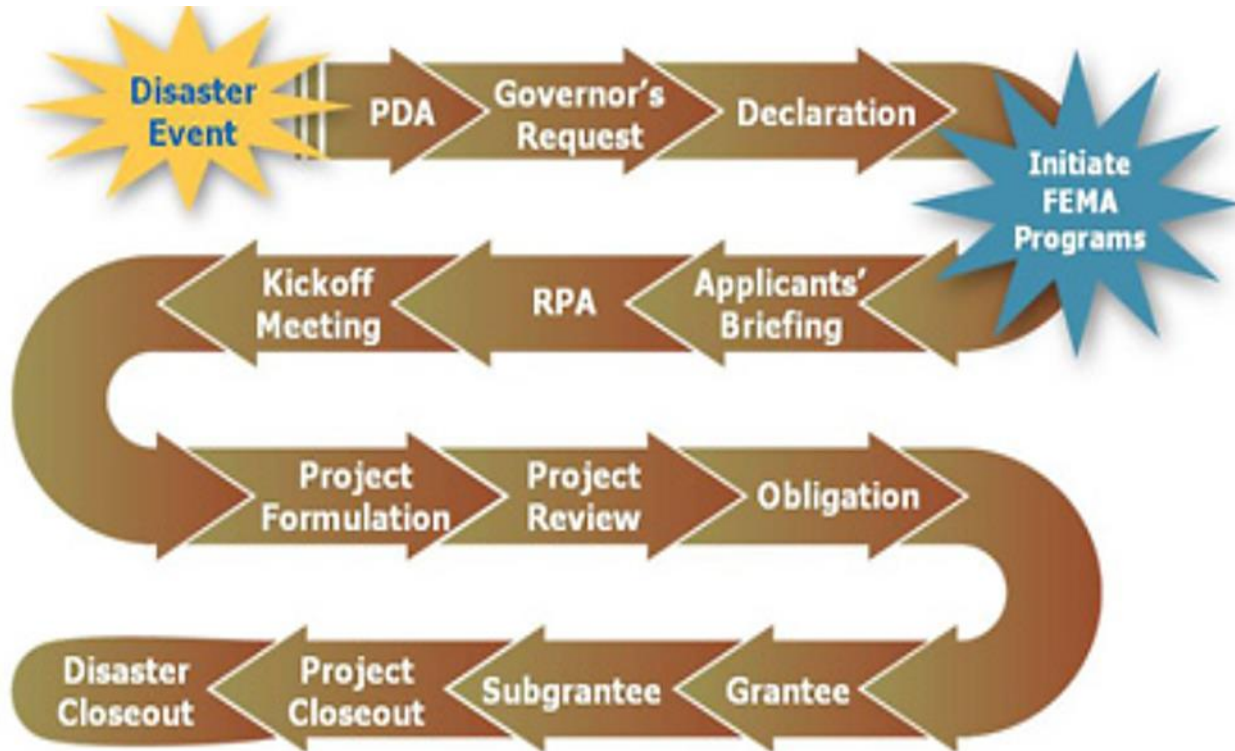 Disaster
Event
PDA
Governor's
Request
Declaration
Initiate
FEMA
Programs
Applicants'
Briefing
RPA
Kickoff
Meeting
Project
Formulation
Project
Review
Obligation
Grantee
Subgrantee
Project
Closeout
Disaster
Closeout